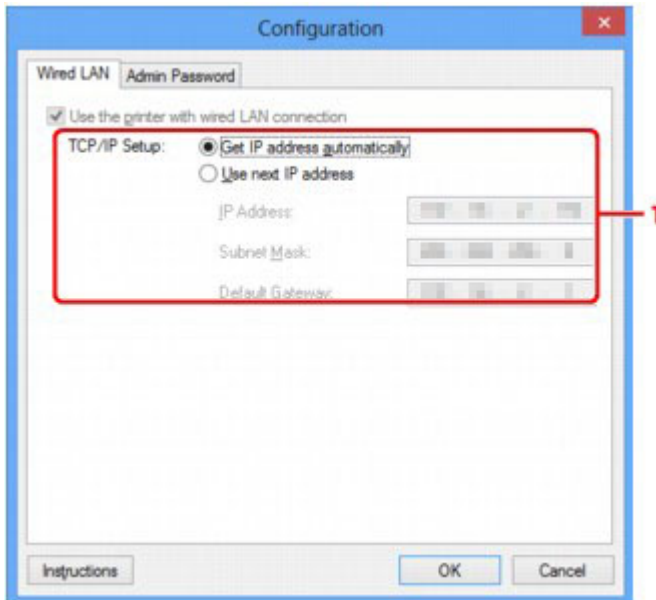 Configuration
Wired LAN Admin Password
Use the printer with wired LAN connection
TCP/IP Setup: Get IP address automatically
Use next IP address
IP Address:
Subnet Mask:
Default Gateway:
1
Instructions OK Cancel